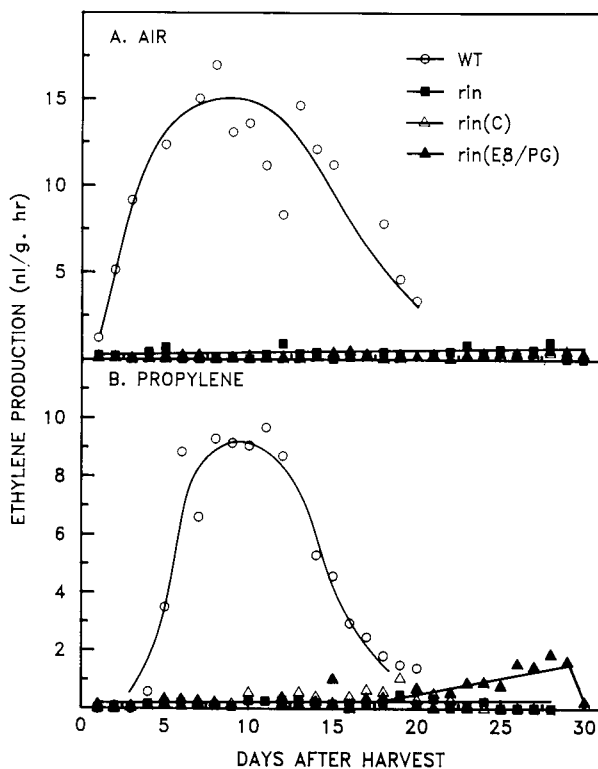 A. AIR
WT
rin
rin(C)
rin(E8/PG)
15
10
5
ETHYLENE PRODUCTION (nl/g. hr)
B. PROPYLENE
10
8
6
4
2
0 5 10 15 20 25 30
DAYS AFTER HARVEST